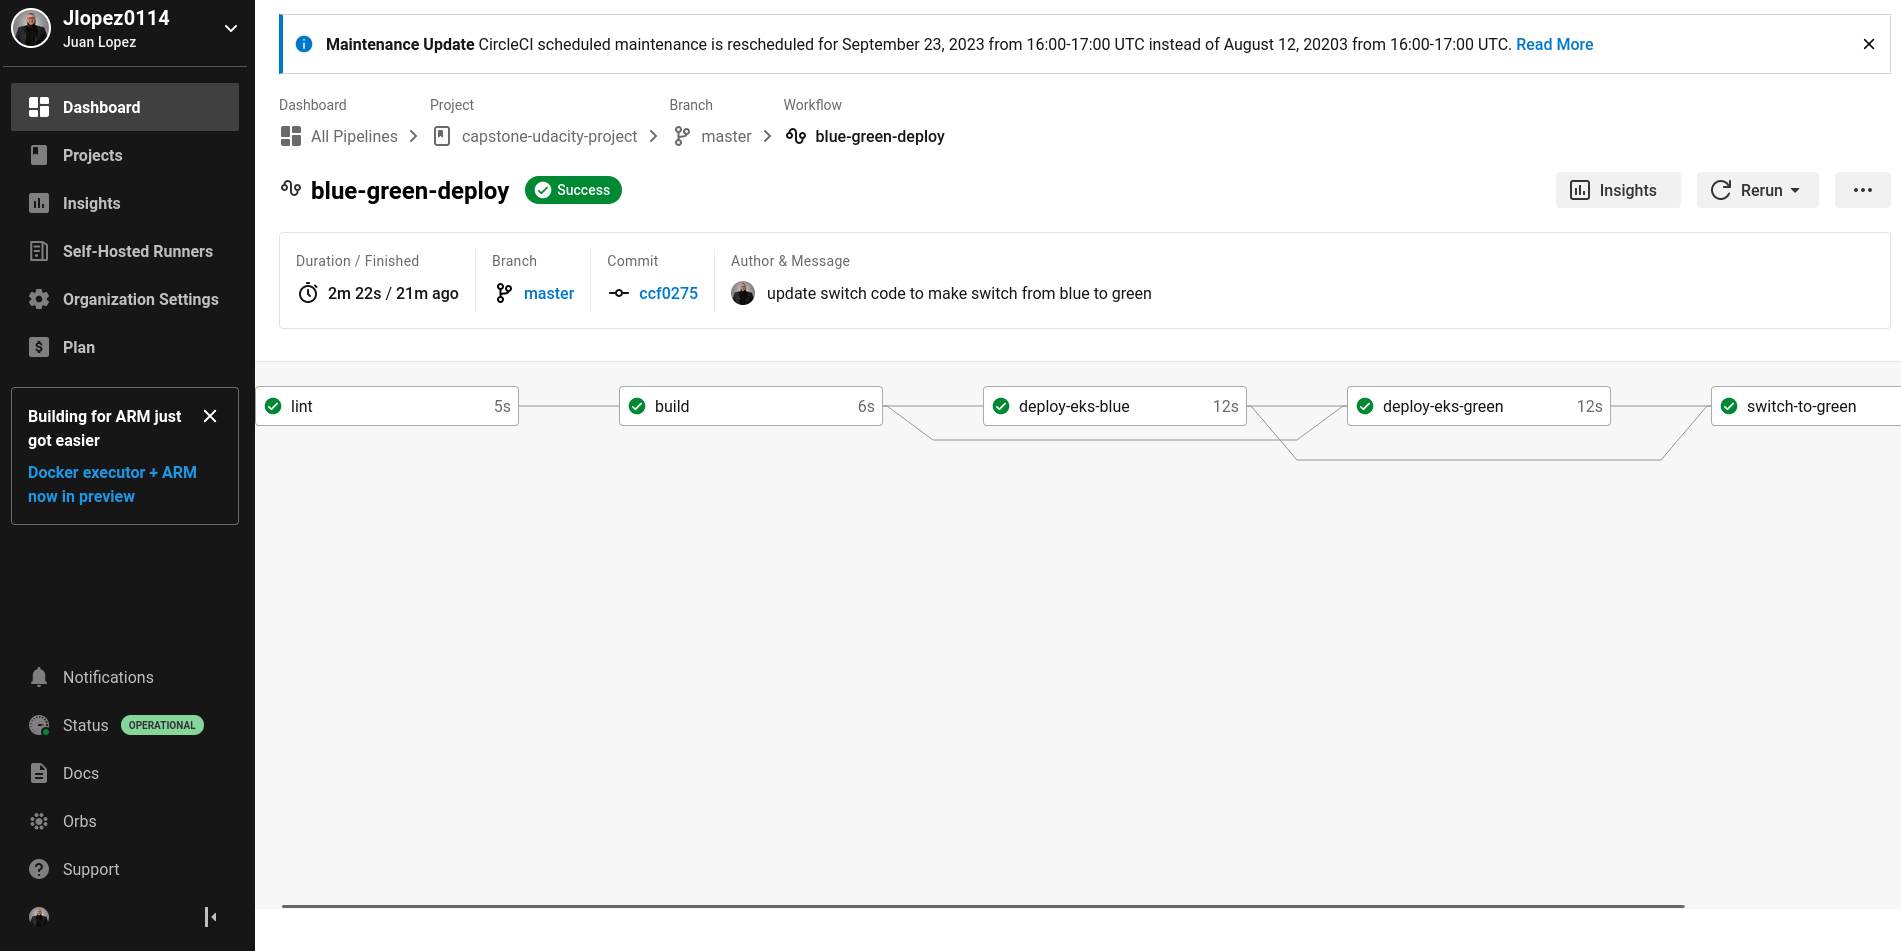 Jlopez0114
Juan Lopez
Dashboard
Projects
Insights
Self-Hosted Runners
Organization Settings
Plan
Building for ARM just
got easier
Docker executor + ARM
now in preview
Notifications
Status OPERATIONAL
Docs
Orbs
Support
Maintenance Update CircleCI scheduled maintenance is rescheduled for September 23, 2023 from 16:00-17:00 UTC instead of August 12, 20203 from 16:00-17:00 UTC. Read More
Dashboard Project Branch Workflow
All Pipelines capstone-udacity-project master blue-green-deploy
blue-green-deploy Success Insights Rerun
Duration / Finished Branch Commit Author & Message
2m 22s / 21m ago master ccf0275 update switch code to make switch from blue to green
lint 5s build 6s deploy-eks-blue 12s deploy-eks-green 12s switch-to-green